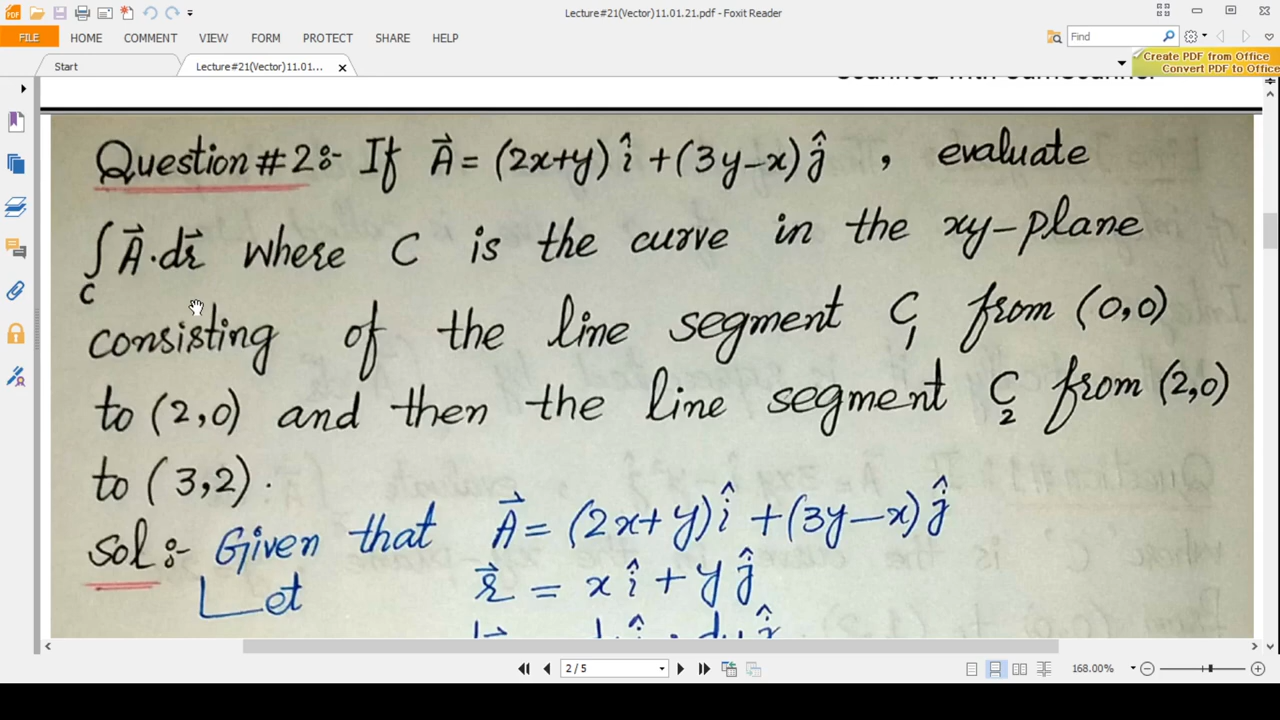 Lecture#21(Vector)11.01.21.pdf - Foxit Reader
FILE HOME COMMENT VIEW FORM PROTECT SHARE HELP
Find
Create PDF from Office
Convert PDF to Office
Start Lecture#21(Vector)11.01...
Question #2:- If A⃗ = (2x+y) î + (3y-x) ĵ , evaluate
∫_C A⃗·dr⃗ where C is the curve in the xy-plane
consisting of the line segment C₁ from (0,0)
to (2,0) and then the line segment C₂ from (2,0)
to (3,2).
Sol:- Given that A⃗ = (2x+y) î + (3y-x) ĵ
Let r⃗ = x î + y ĵ
2 / 5
168.00%